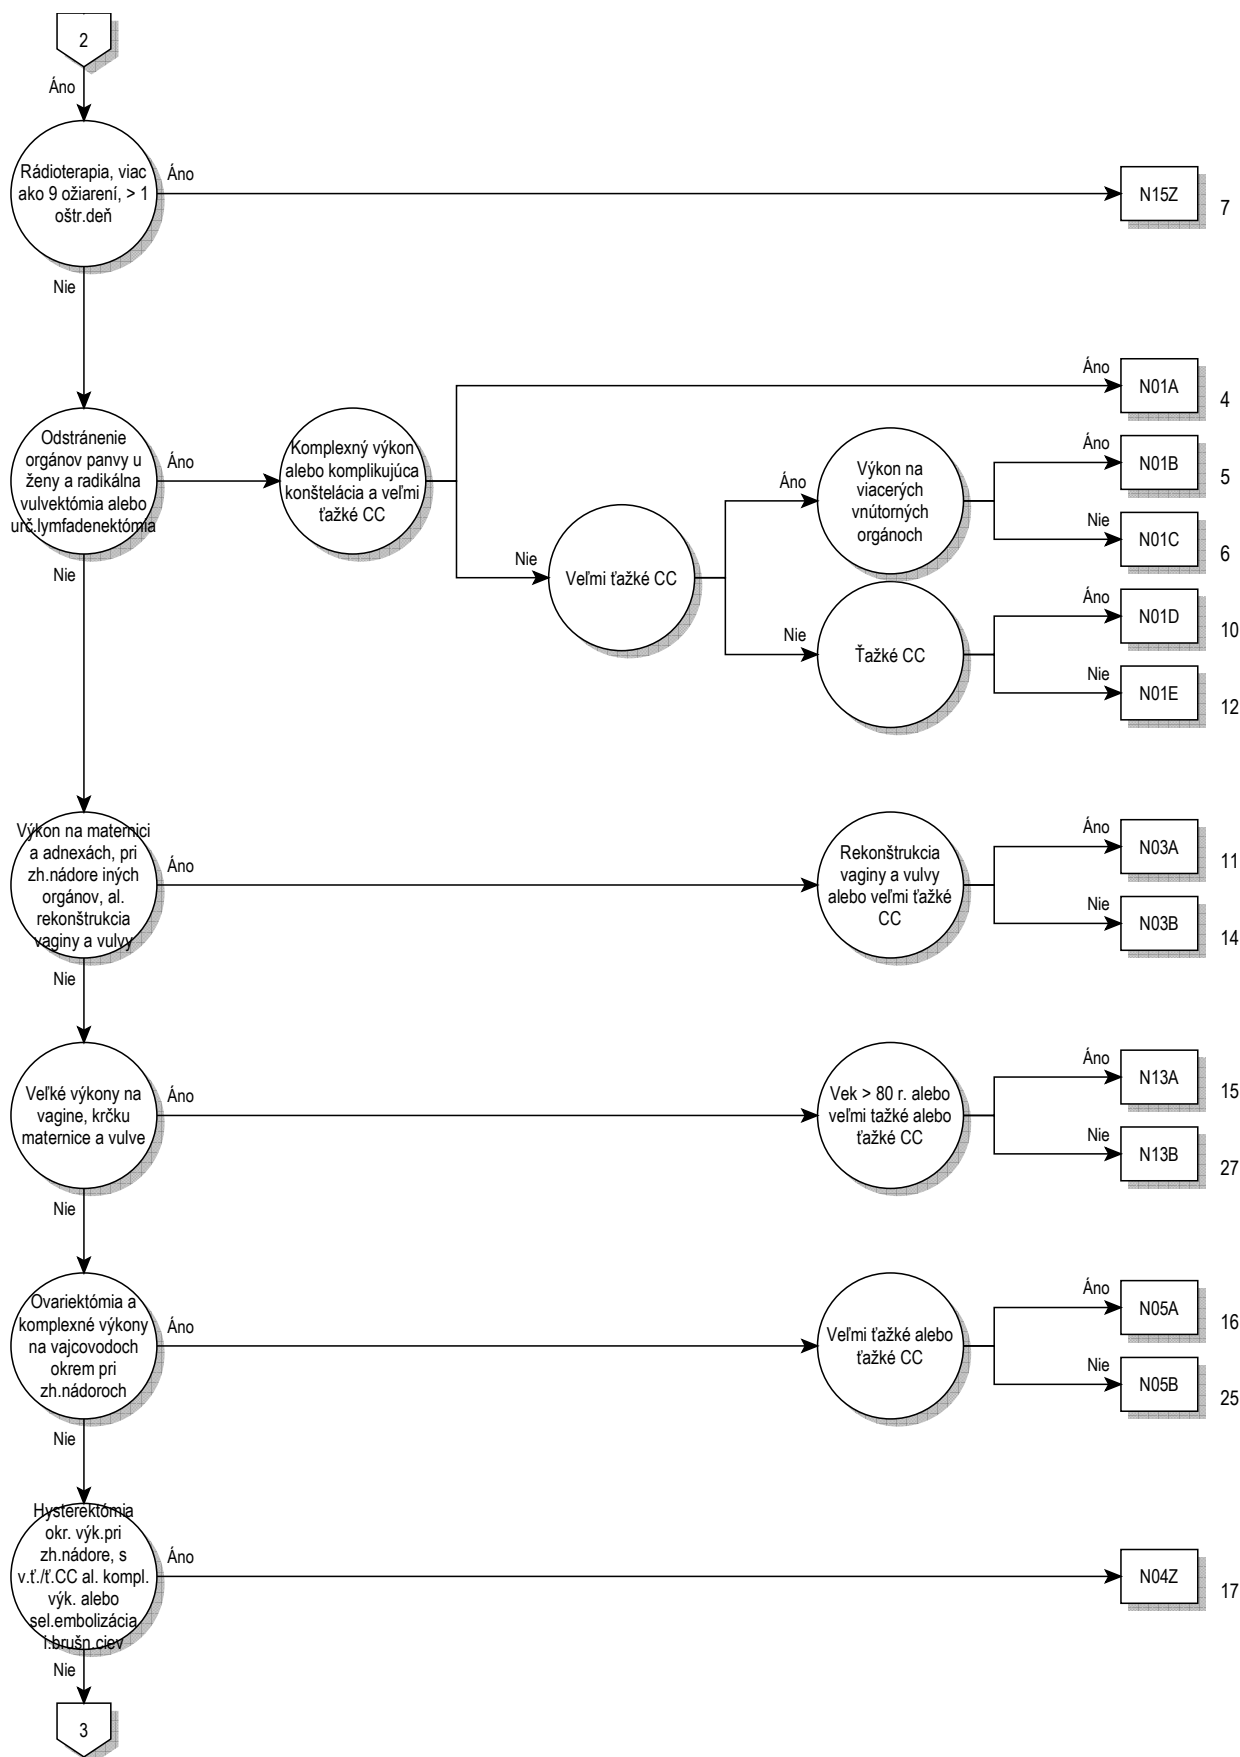 2
Áno
Rádioterapia, viac
ako 9 ožiarení, > 1
oštr.deň
Áno
N15Z
7
Nie
Odstránenie
orgánov panvy u
ženy a radikálna
vulvektómia alebo
urč.lymfadenektómia
Áno
Komplexný výkon
alebo komplikujúca
konštelácia a veľmi
ťažké CC
Áno
N01A
4
Nie
Veľmi ťažké CC
Áno
Výkon na
viacerých
vnútorných
orgánoch
Áno
N01B
5
Nie
N01C
6
Nie
Ťažké CC
Áno
N01D
10
Nie
N01E
12
Nie
Výkon na maternici
a adnexách, pri
zh.nádore iných
orgánov, al.
rekonštrukcia
vaginy a vulvy
Áno
Rekonštrukcia
vaginy a vulvy
alebo veľmi ťažké
CC
Áno
N03A
11
Nie
N03B
14
Nie
Veľké výkony na
vagine, krčku
maternice a vulve
Áno
Vek > 80 r. alebo
veľmi tažké alebo
ťažké CC
Áno
N13A
15
Nie
N13B
27
Nie
Ovariektómia a
komplexné výkony
na vajcovodoch
okrem pri
zh.nádoroch
Áno
Veľmi ťažké alebo
ťažké CC
Áno
N05A
16
Nie
N05B
25
Nie
Hysterektómia
okr. výk.pri
zh.nádore, s
v.ť./ť.CC al. kompl.
výk. alebo
sel.embolizácia
i.brušn.ciev
Áno
N04Z
17
Nie
3